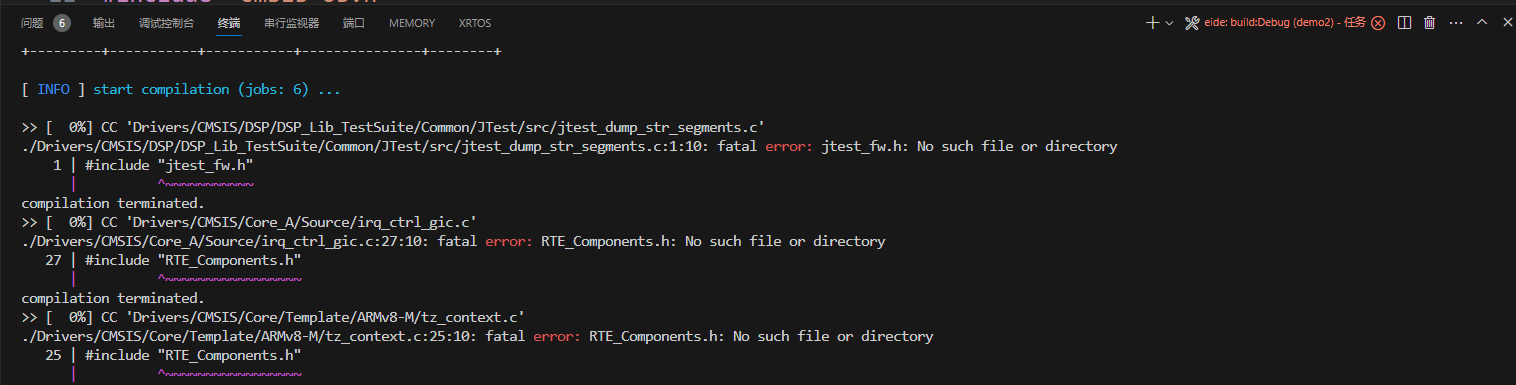 问题 6 输出 调试控制台 终端 串行监视器 端口 MEMORY XRTOS eide: build:Debug (demo2) - 任务
+---------+-----------+-----------+---------------+--------+
[ INFO ] start compilation (jobs: 6) ...
>> [  0%] CC 'Drivers/CMSIS/DSP/DSP_Lib_TestSuite/Common/JTest/src/jtest_dump_str_segments.c'
./Drivers/CMSIS/DSP/DSP_Lib_TestSuite/Common/JTest/src/jtest_dump_str_segments.c:1:10: fatal error: jtest_fw.h: No such file or directory
    1 | #include "jtest_fw.h"
      |          ^~~~~~~~~~~~
compilation terminated.
>> [  0%] CC 'Drivers/CMSIS/Core_A/Source/irq_ctrl_gic.c'
./Drivers/CMSIS/Core_A/Source/irq_ctrl_gic.c:27:10: fatal error: RTE_Components.h: No such file or directory
   27 | #include "RTE_Components.h"
      |          ^~~~~~~~~~~~~~~~~~
compilation terminated.
>> [  0%] CC 'Drivers/CMSIS/Core/Template/ARMv8-M/tz_context.c'
./Drivers/CMSIS/Core/Template/ARMv8-M/tz_context.c:25:10: fatal error: RTE_Components.h: No such file or directory
   25 | #include "RTE_Components.h"
      |          ^~~~~~~~~~~~~~~~~~